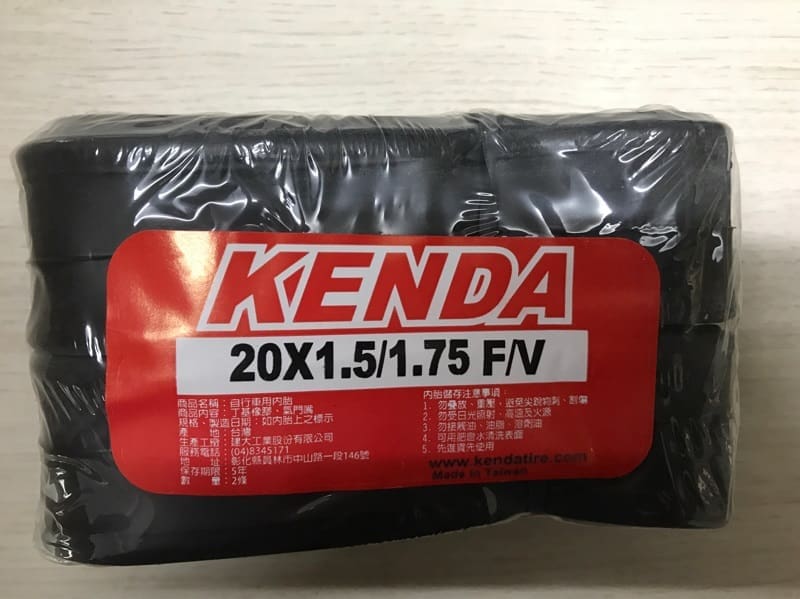 KENDA
20X1.5/1.75 F/V
商品名稱：自行車用內胎
商品內容：丁基橡膠、氣門嘴
規格、製造日期：如內胎上之標示
產　　地：台灣
生產工廠：建大工業股份有限公司
服務電話：(04)8345171
地　　址：彰化縣員林市中山路一段146號
保存期限：5年
數　　量：2條
內胎儲存注意事項：
1. 勿疊放、重壓，避免尖銳物刺、割傷
2. 勿受日光照射、高溫及火源
3. 勿接觸油、油脂、溶劑油
4. 可用肥皂水清洗表面
5. 先進貨先使用
www.kendatire.com
Made in Taiwan